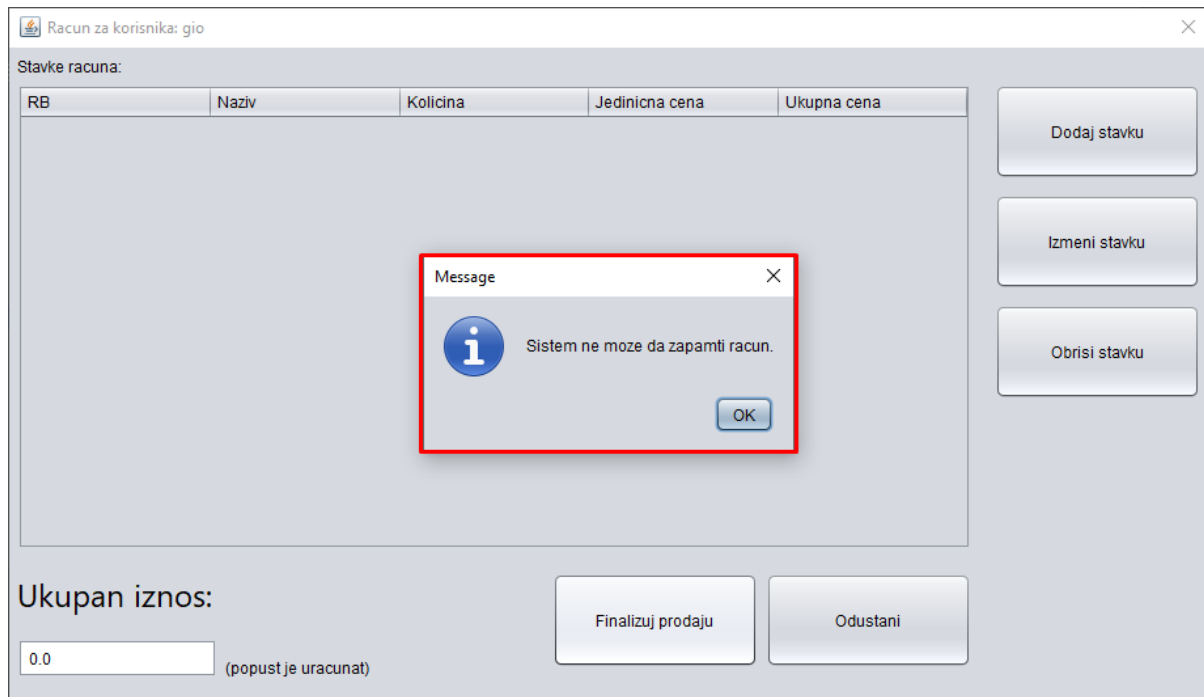 Racun za korisnika: gio
Stavke racuna:
RB Naziv Kolicina Jedinicna cena Ukupna cena
Dodaj stavku
Izmeni stavku
Obrisi stavku
Message
Sistem ne moze da zapamti racun.
OK
Ukupan iznos:
0.0
(popust je uracunat)
Finalizuj prodaju
Odustani